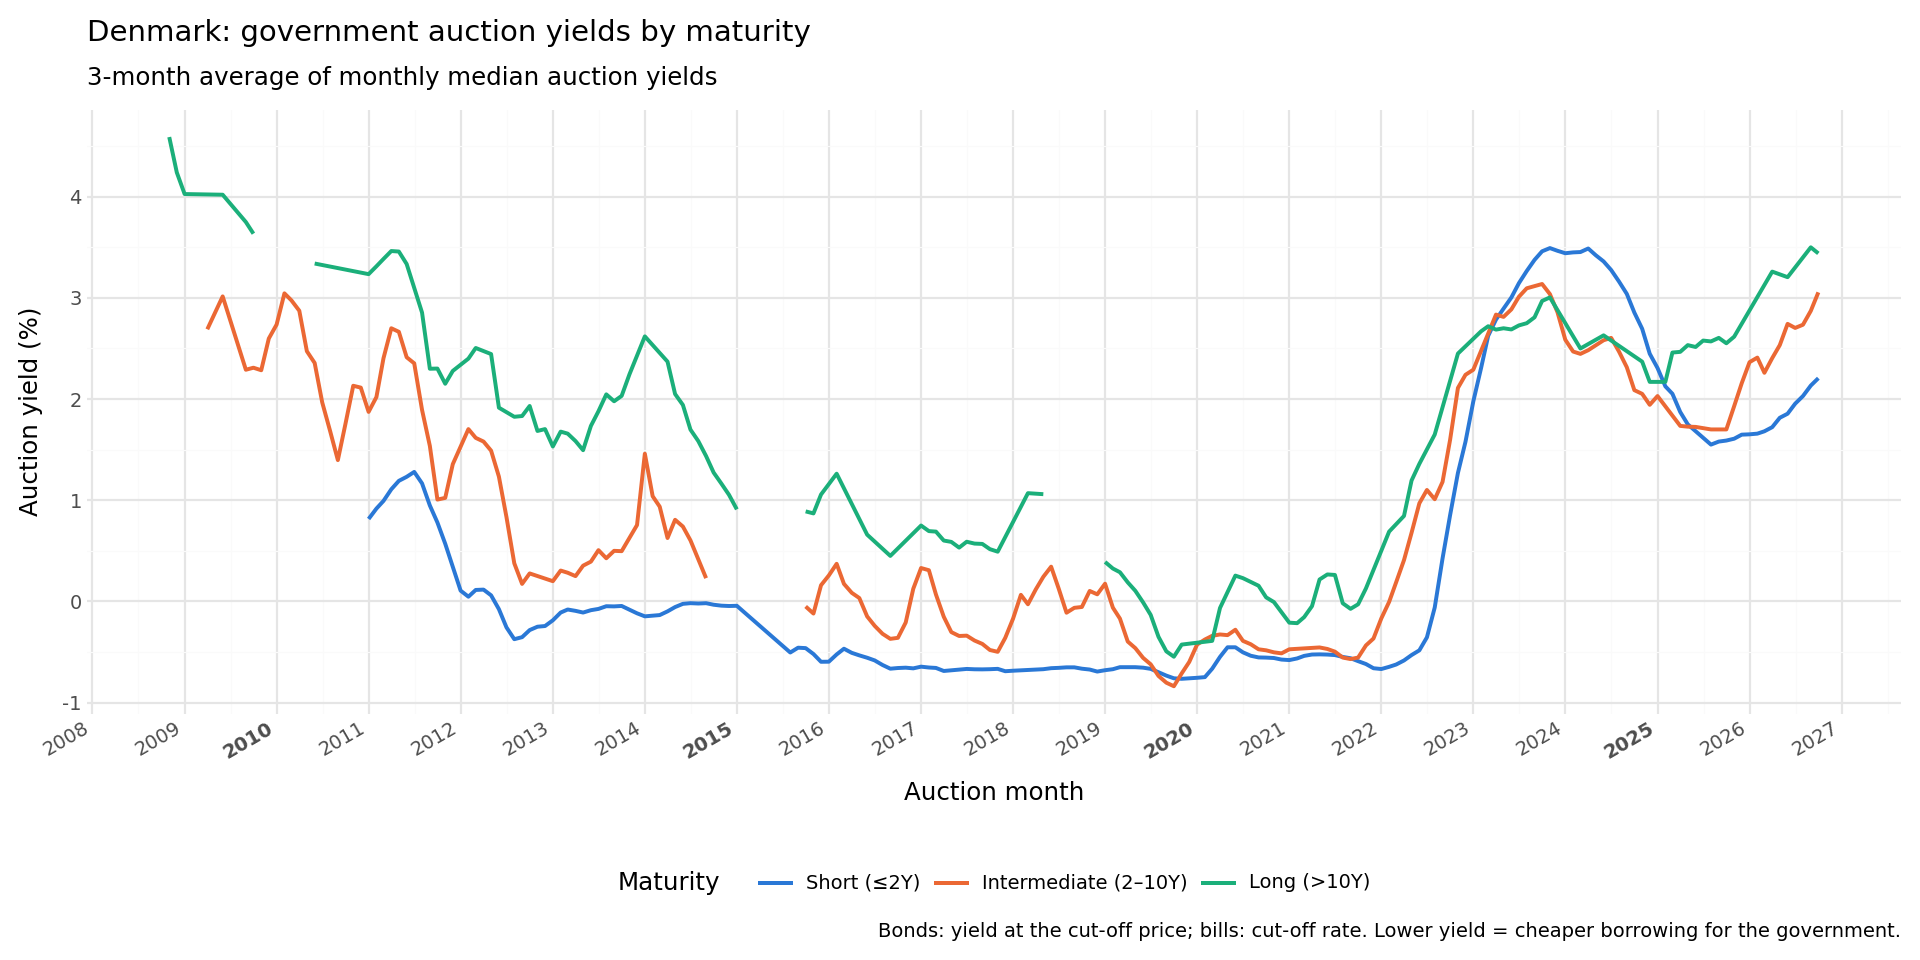 Denmark: government auction yields by maturity
3-month average of monthly median auction yields
Auction yield (%)
4
3
2
1
0
-1
2008 2009 2010 2011 2012 2013 2014 2015 2016 2017 2018 2019 2020 2021 2022 2023 2024 2025 2026 2027
Auction month
Maturity Short (≤2Y) Intermediate (2–10Y) Long (>10Y)
Bonds: yield at the cut-off price; bills: cut-off rate. Lower yield = cheaper borrowing for the government.